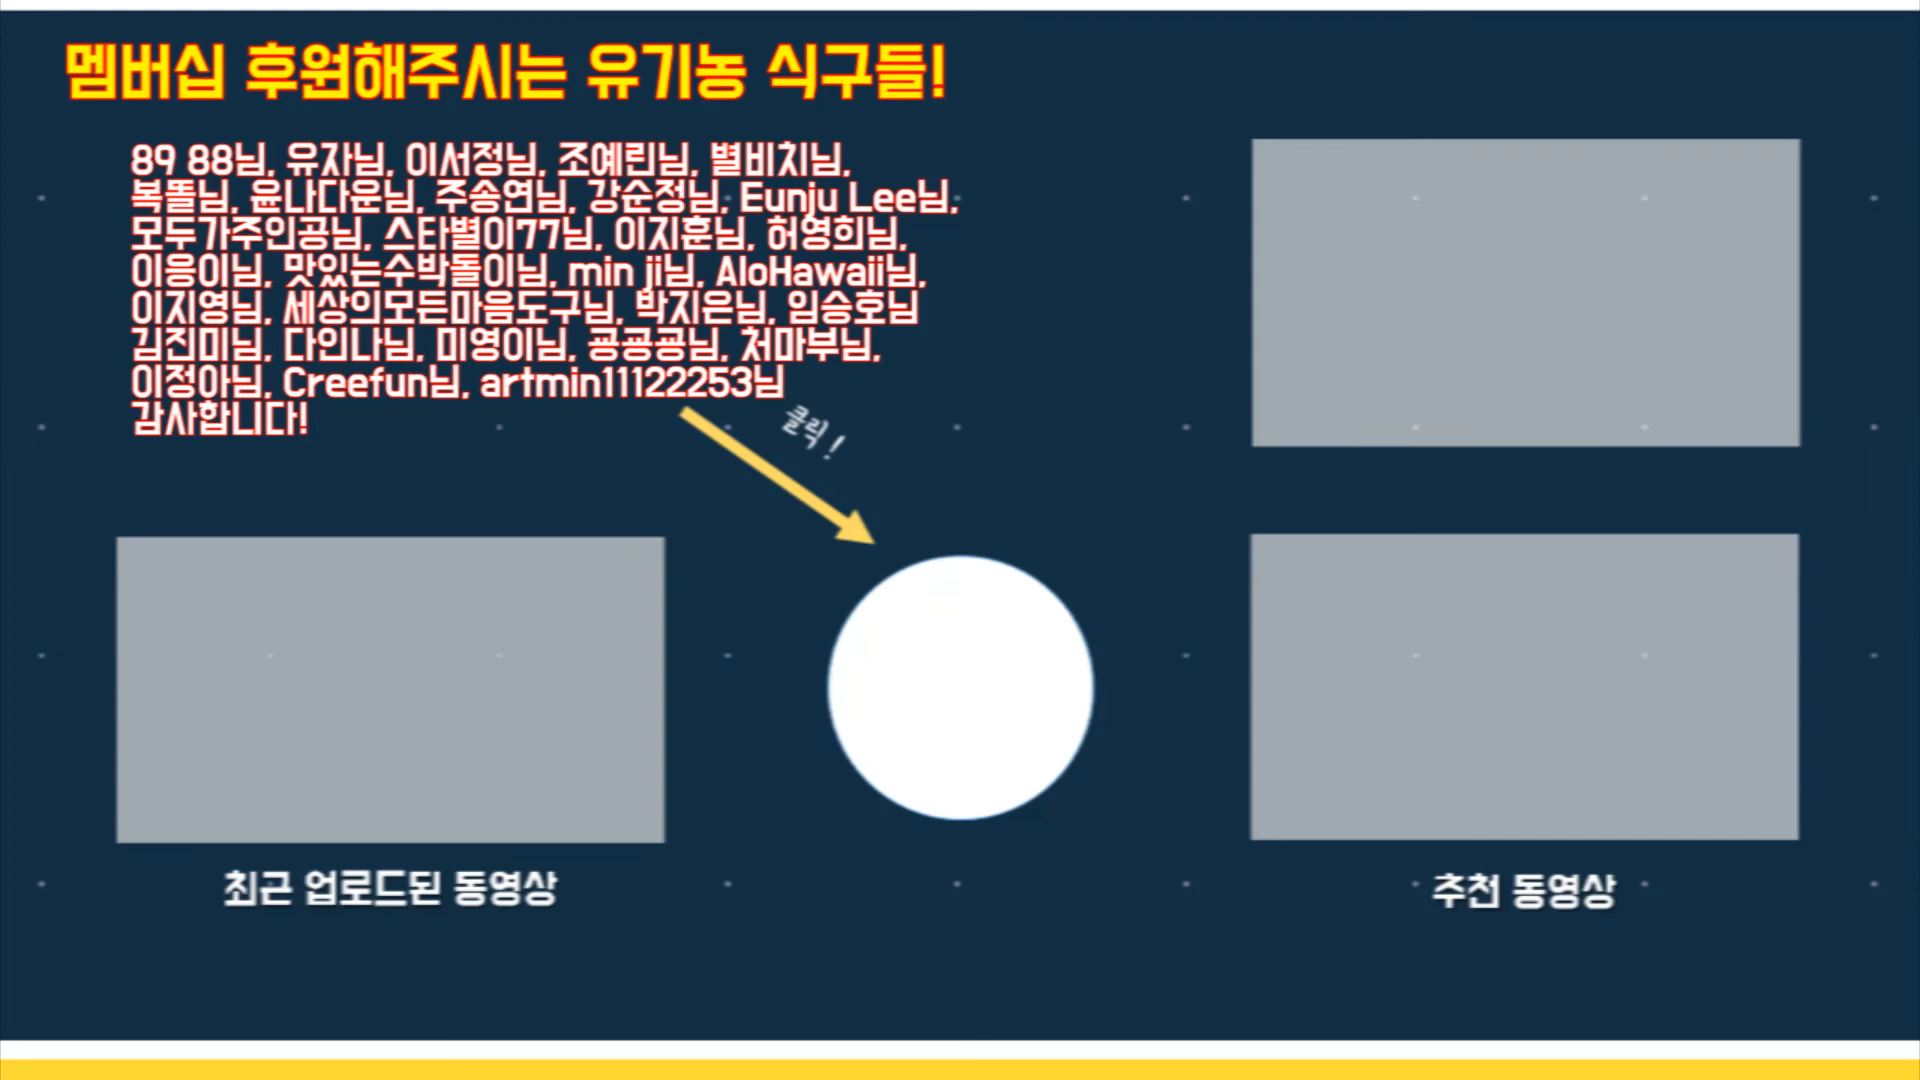 멤버십 후원해주시는 유기농 식구들!
89 88님, 유자님, 이서정님, 조예린님, 별비치님,
복똘님, 윤나다윤님, 주송연님, 강순정님, Eunju Lee님,
모두가주인공님, 스타별이77님, 이지훈님, 허영희님,
이응이님, 맛있는수박돌이님, min ji님, AloHawaii님,
이지영님, 세상의모든마음도구님, 박지은님, 임승호님
김진미님, 다인나님, 미영이님, 콩콩콩님, 처마부님,
이정아님, Creefun님, artmin11122253님
감사합니다!
클릭!
최근 업로드된 동영상
추천 동영상